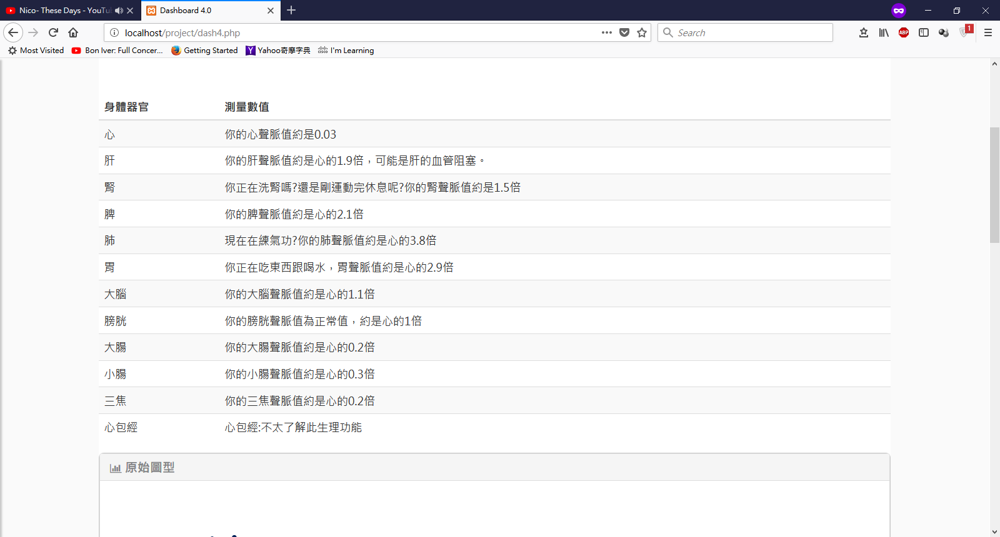 Nico- These Days - YouTu
Dashboard 4.0
localhost/project/dash4.php
Search
ABP
1
Most Visited
Bon Iver: Full Concer...
Getting Started
Y Yahoo奇摩字典
cisco I'm Learning
身體器官 測量數值
心 你的心聲脈值約是0.03
肝 你的肝聲脈值約是心的1.9倍，可能是肝的血管阻塞。
腎 你正在洗腎嗎?還是剛運動完休息呢?你的腎聲脈值約是1.5倍
脾 你的脾聲脈值約是心的2.1倍
肺 現在在練氣功?你的肺聲脈值約是心的3.8倍
胃 你正在吃東西跟喝水，胃聲脈值約是心的2.9倍
大腦 你的大腦聲脈值約是心的1.1倍
膀胱 你的膀胱聲脈值為正常值，約是心的1倍
大腸 你的大腸聲脈值約是心的0.2倍
小腸 你的小腸聲脈值約是心的0.3倍
三焦 你的三焦聲脈值約是心的0.2倍
心包經 心包經:不太了解此生理功能
原始圖型